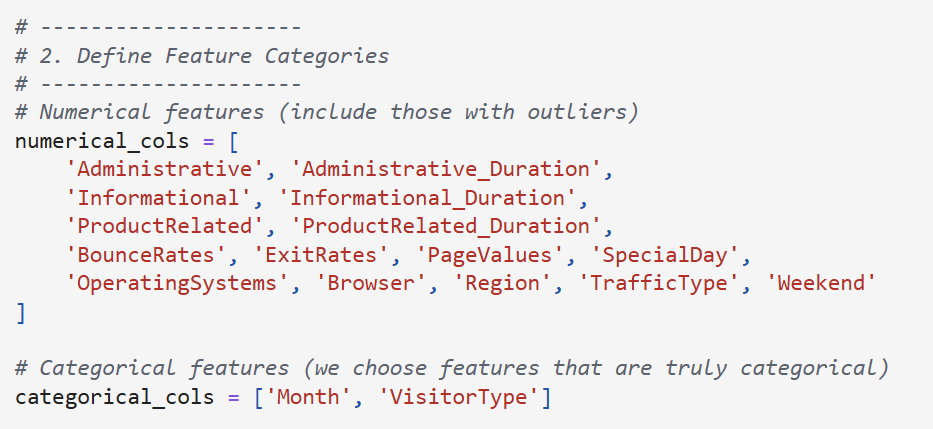 # ---------------------
# 2. Define Feature Categories
# ---------------------
# Numerical features (include those with outliers)
numerical_cols = [
    'Administrative', 'Administrative_Duration',
    'Informational', 'Informational_Duration',
    'ProductRelated', 'ProductRelated_Duration',
    'BounceRates', 'ExitRates', 'PageValues', 'SpecialDay',
    'OperatingSystems', 'Browser', 'Region', 'TrafficType', 'Weekend'
]
# Categorical features (we choose features that are truly categorical)
categorical_cols = ['Month', 'VisitorType']